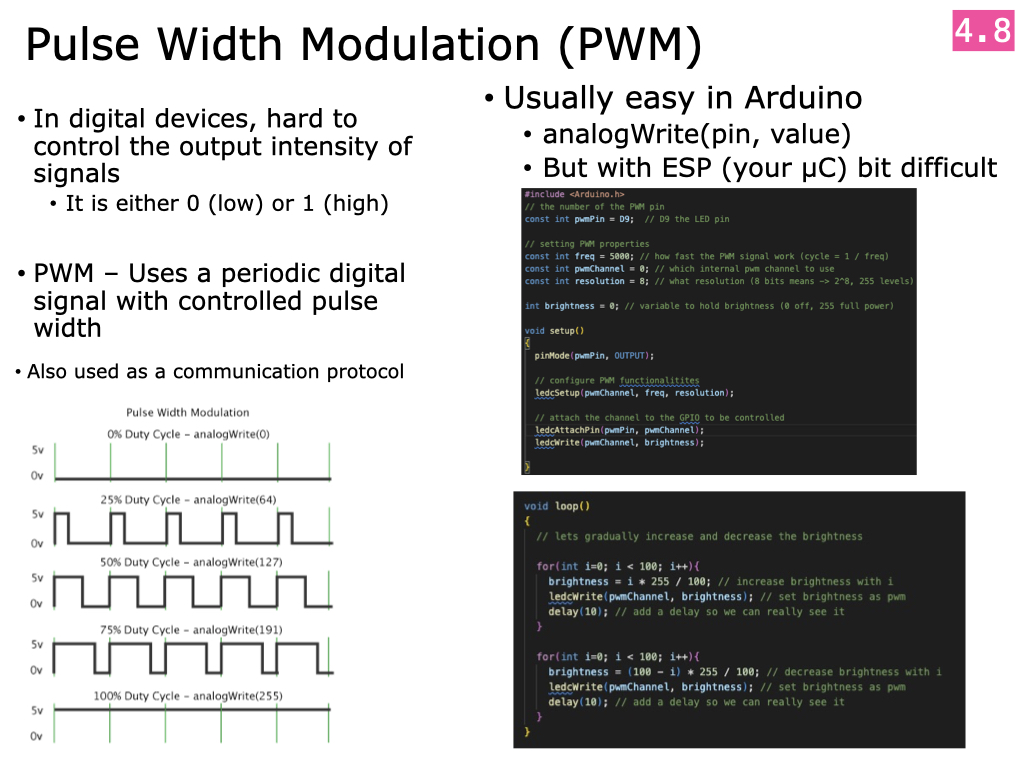 Pulse Width Modulation (PWM)
4.8
• In digital devices, hard to
control the output intensity of
signals
• It is either 0 (low) or 1 (high)
• PWM – Uses a periodic digital
signal with controlled pulse
width
• Also used as a communication protocol
Pulse Width Modulation
0% Duty Cycle – analogWrite(0)
5v
0v
25% Duty Cycle – analogWrite(64)
5v
0v
50% Duty Cycle – analogWrite(127)
5v
0v
75% Duty Cycle – analogWrite(191)
5v
0v
100% Duty Cycle – analogWrite(255)
5v
0v
• Usually easy in Arduino
• analogWrite(pin, value)
• But with ESP (your µC) bit difficult
#include <Arduino.h>
// the number of the PWM pin
const int pwmPin = D9;  // D9 the LED pin
// setting PWM properties
const int freq = 5000; // how fast the PWM signal work (cycle = 1 / freq)
const int pwmChannel = 0; // which internal pwm channel to use
const int resolution = 8; // what resolution (8 bits means -> 2^8, 255 levels)
int brightness = 0; // variable to hold brightness (0 off, 255 full power)
void setup()
{
pinMode(pwmPin, OUTPUT);
// configure PWM functionalitites
ledcSetup(pwmChannel, freq, resolution);
// attach the channel to the GPIO to be controlled
ledcAttachPin(pwmPin, pwmChannel);
ledcWrite(pwmChannel, brightness);
}
void loop()
{
// lets gradually increase and decrease the brightness
for(int i=0; i < 100; i++){
brightness = i * 255 / 100; // increase brightness with i
ledcWrite(pwmChannel, brightness); // set brightness as pwm
delay(10); // add a delay so we can really see it
}
for(int i=0; i < 100; i++){
brightness = (100 - i) * 255 / 100; // decrease brightness with i
ledcWrite(pwmChannel, brightness); // set brightness as pwm
delay(10); // add a delay so we can really see it
}
}